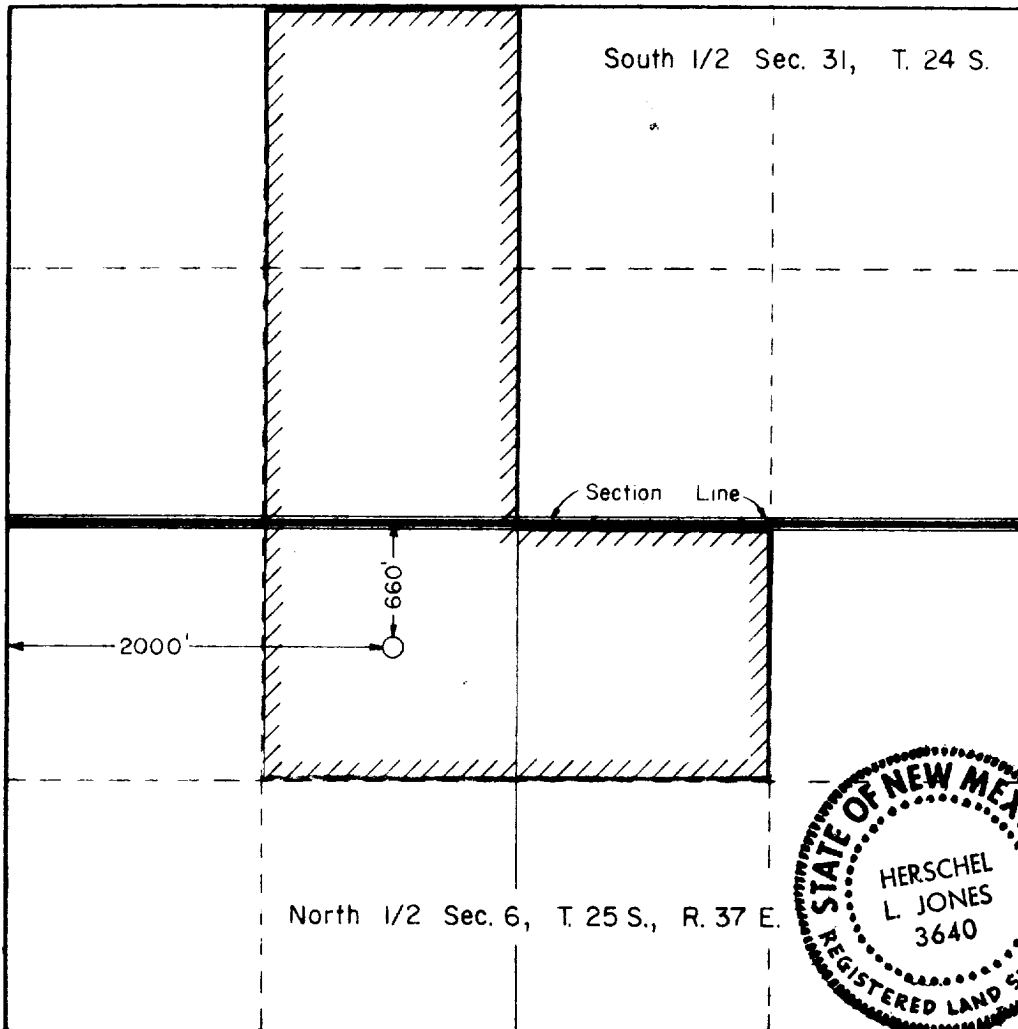 South 1/2 Sec. 31, T. 24 S.
Section Line
660'
2000'
North 1/2 Sec. 6, T. 25 S., R. 37 E.
STATE OF NEW
HERSCHEL
L. JONES
3640
REGISTERED LAND